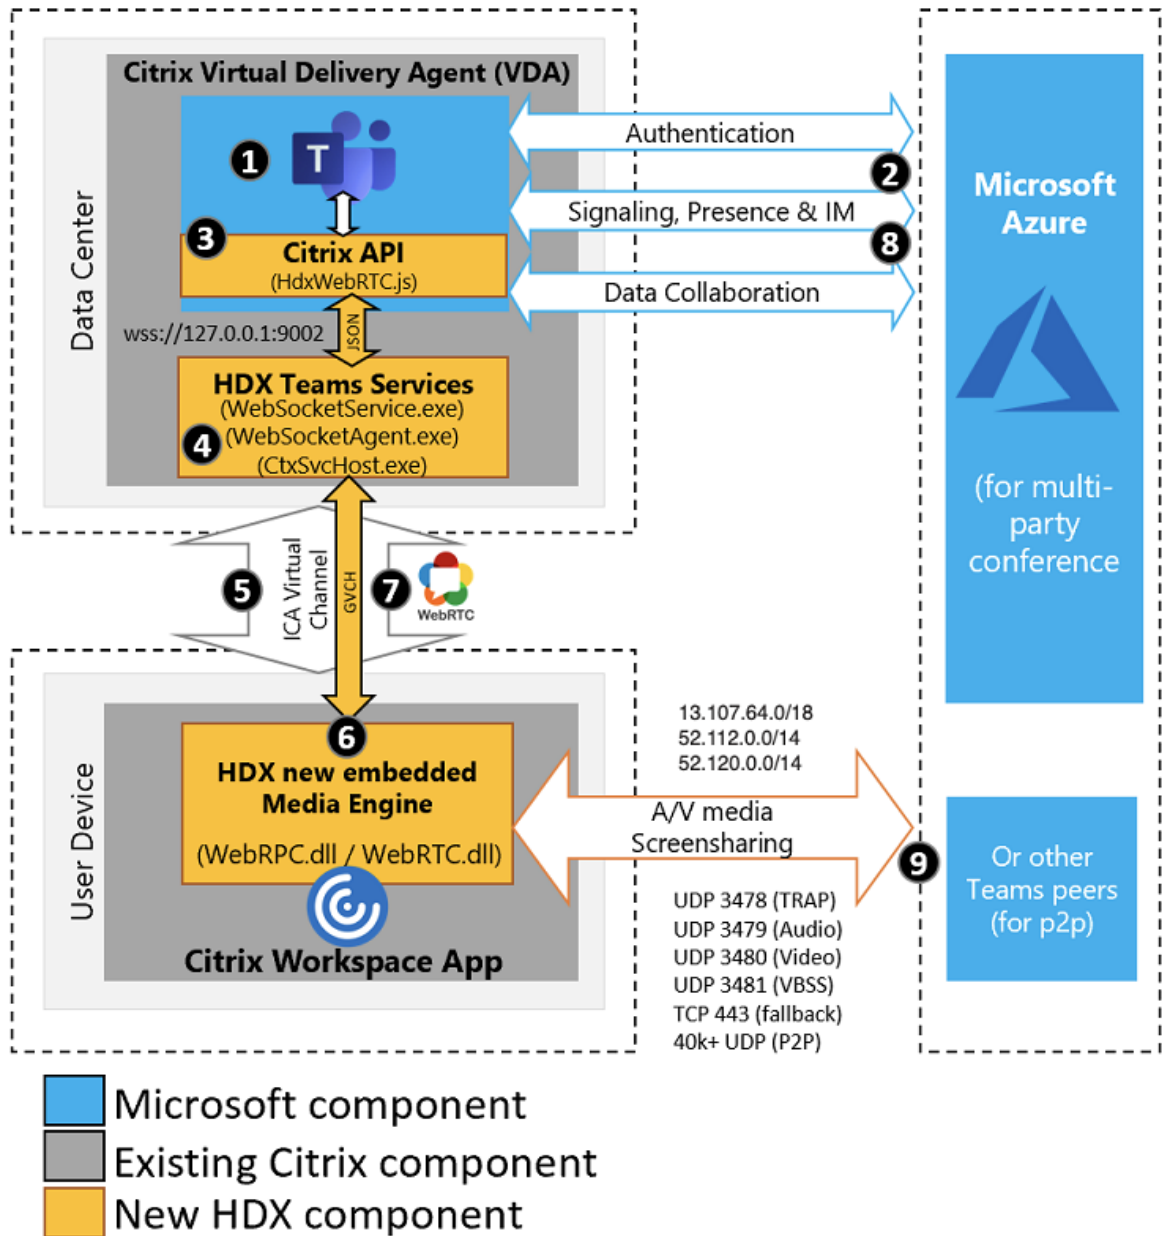 Citrix Virtual Delivery Agent (VDA)
T
1
Data Center
3
Citrix API
(HdxWebRTC.js)
wss://127.0.0.1:9002
JSON
HDX Teams Services
(WebSocketService.exe)
4
(WebSocketAgent.exe)
(CtxSvcHost.exe)
Authentication
2
Signaling, Presence & IM
8
Data Collaboration
Microsoft
Azure
(for multi-
party
conference
5
ICA Virtual
Channel
GVCH
7
WebRTC
User Device
6
HDX new embedded
Media Engine
(WebRPC.dll / WebRTC.dll)
Citrix Workspace App
13.107.64.0/18
52.112.0.0/14
52.120.0.0/14
A/V media
Screensharing
9
UDP 3478 (TRAP)
UDP 3479 (Audio)
UDP 3480 (Video)
UDP 3481 (VBSS)
TCP 443 (fallback)
40k+ UDP (P2P)
Or other
Teams peers
(for p2p)
Microsoft component
Existing Citrix component
New HDX component